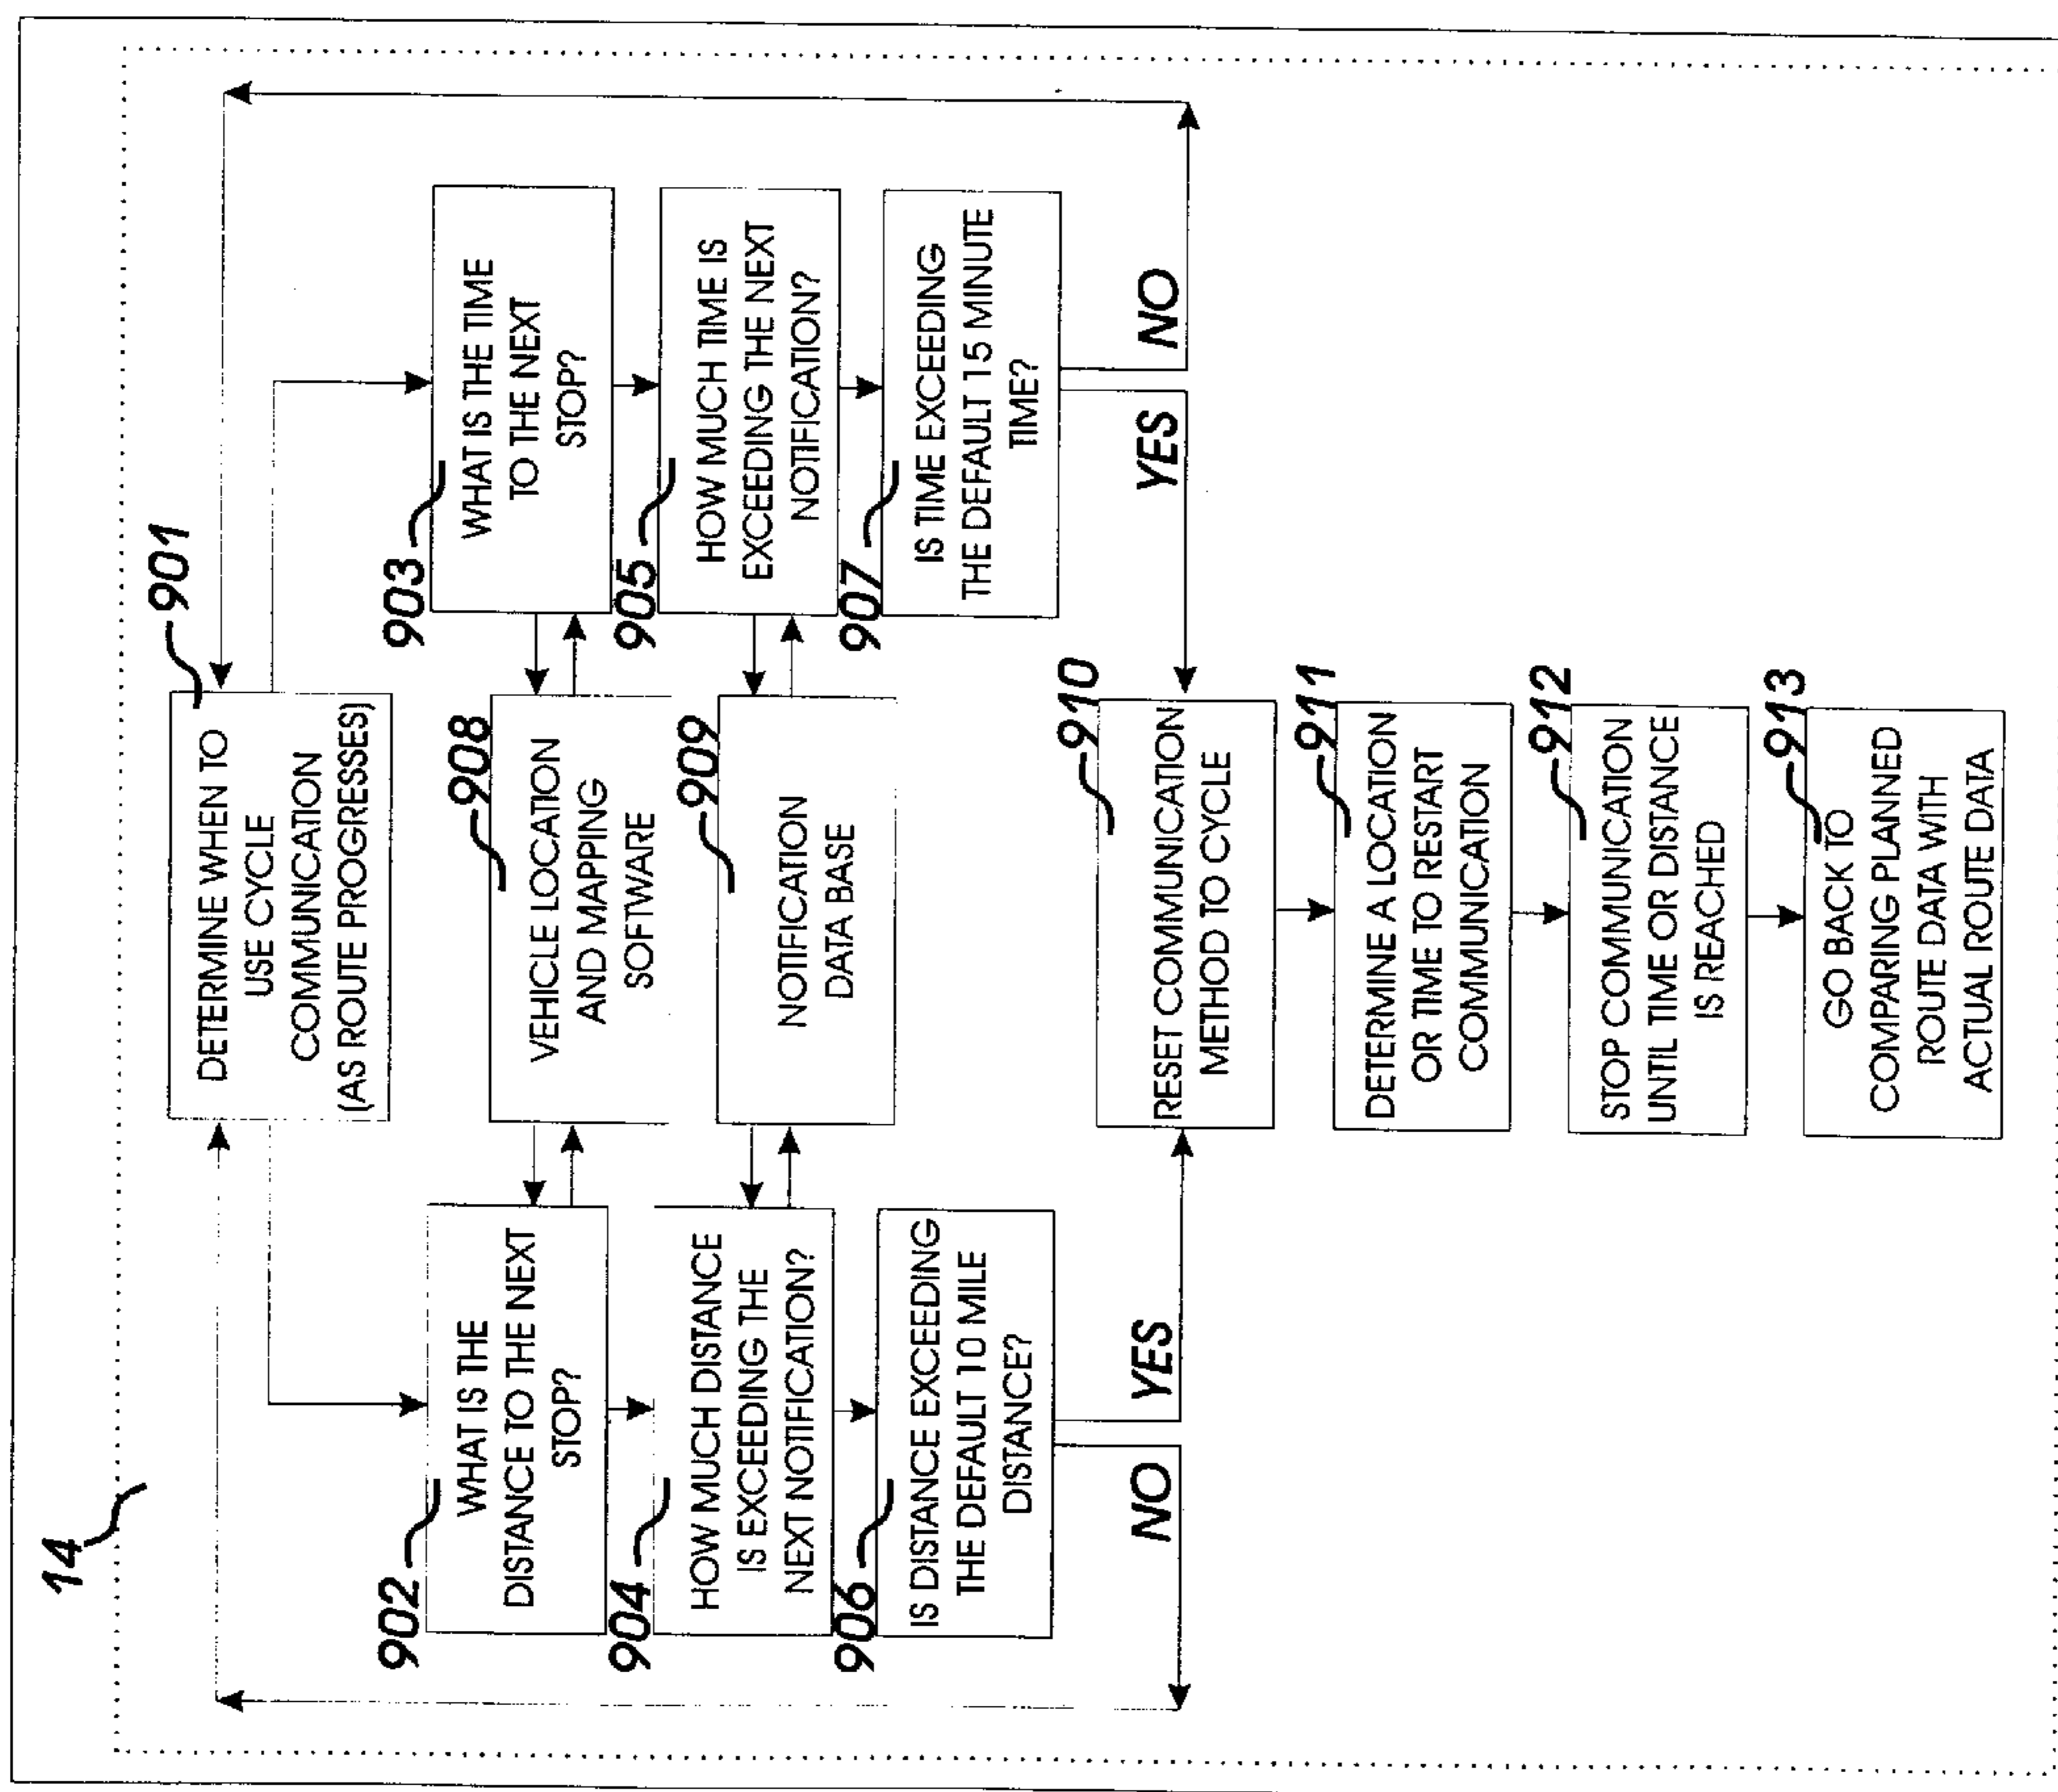 14
901
DETERMINE WHEN TO
USE CYCLE
COMMUNICATION
(AS ROUTE PROGRESSES)
902
WHAT IS THE
DISTANCE TO THE NEXT
STOP?
908
VEHICLE LOCATION
AND MAPPING
SOFTWARE
903
WHAT IS THE TIME
TO THE NEXT
STOP?
904
HOW MUCH DISTANCE
IS EXCEEDING THE
NEXT NOTIFICATION?
909
NOTIFICATION
DATA BASE
905
HOW MUCH TIME IS
EXCEEDING THE NEXT
NOTIFICATION?
906
IS DISTANCE EXCEEDING
THE DEFAULT 10 MILE
DISTANCE?
907
IS TIME EXCEEDING
THE DEFAULT 15 MINUTE
TIME?
NO
YES
YES
NO
910
RESET COMMUNICATION
METHOD TO CYCLE
911
DETERMINE A LOCATION
OR TIME TO RESTART
COMMUNICATION
912
STOP COMMUNICATION
UNTIL TIME OR DISTANCE
IS REACHED
913
GO BACK TO
COMPARING PLANNED
ROUTE DATA WITH
ACTUAL ROUTE DATA